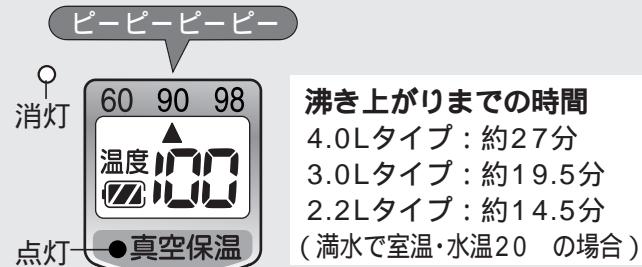 ピーピーピーピー
消灯
60 90 98
温度 100
点灯 真空保温
沸き上がりまでの時間
4.0Lタイプ：約27分
3.0Lタイプ：約19.5分
2.2Lタイプ：約14.5分
（満水で室温・水温20　の場合）